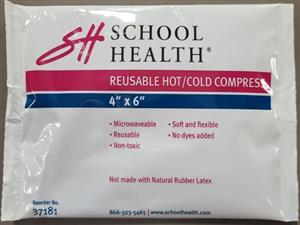 SH SCHOOL
HEALTH®
REUSABLE HOT/COLD COMPRESS
4" x 6"
• Microwaveable • Soft and flexible
• Reusable • No dyes added
• Non-toxic
Not made with Natural Rubber Latex
Reorder No.
37181
866-323-5465 | www.schoolhealth.com